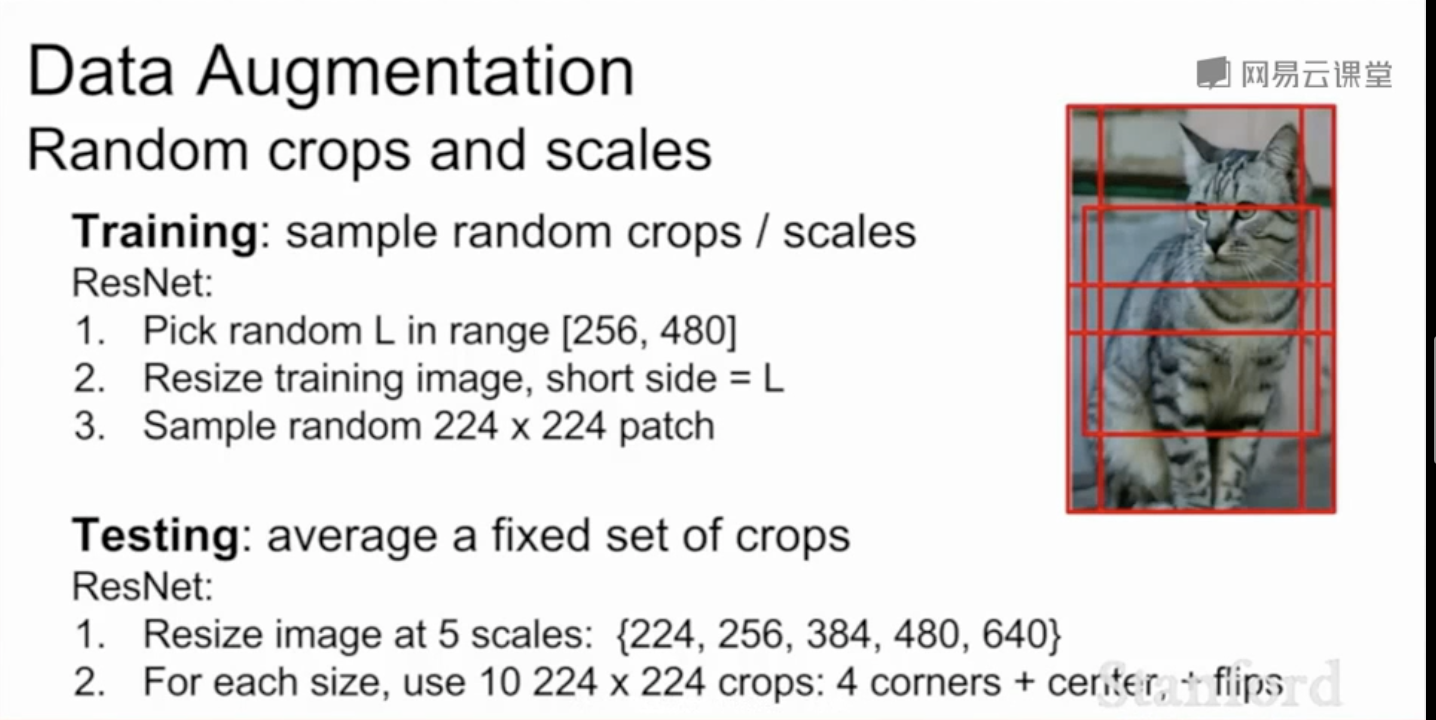 Data Augmentation
网易云课堂
Random crops and scales
Training: sample random crops / scales
ResNet:
1. Pick random L in range [256, 480]
2. Resize training image, short side = L
3. Sample random 224 x 224 patch
Testing: average a fixed set of crops
ResNet:
1. Resize image at 5 scales: {224, 256, 384, 480, 640}
2. For each size, use 10 224 x 224 crops: 4 corners + center, + flips
Stanford